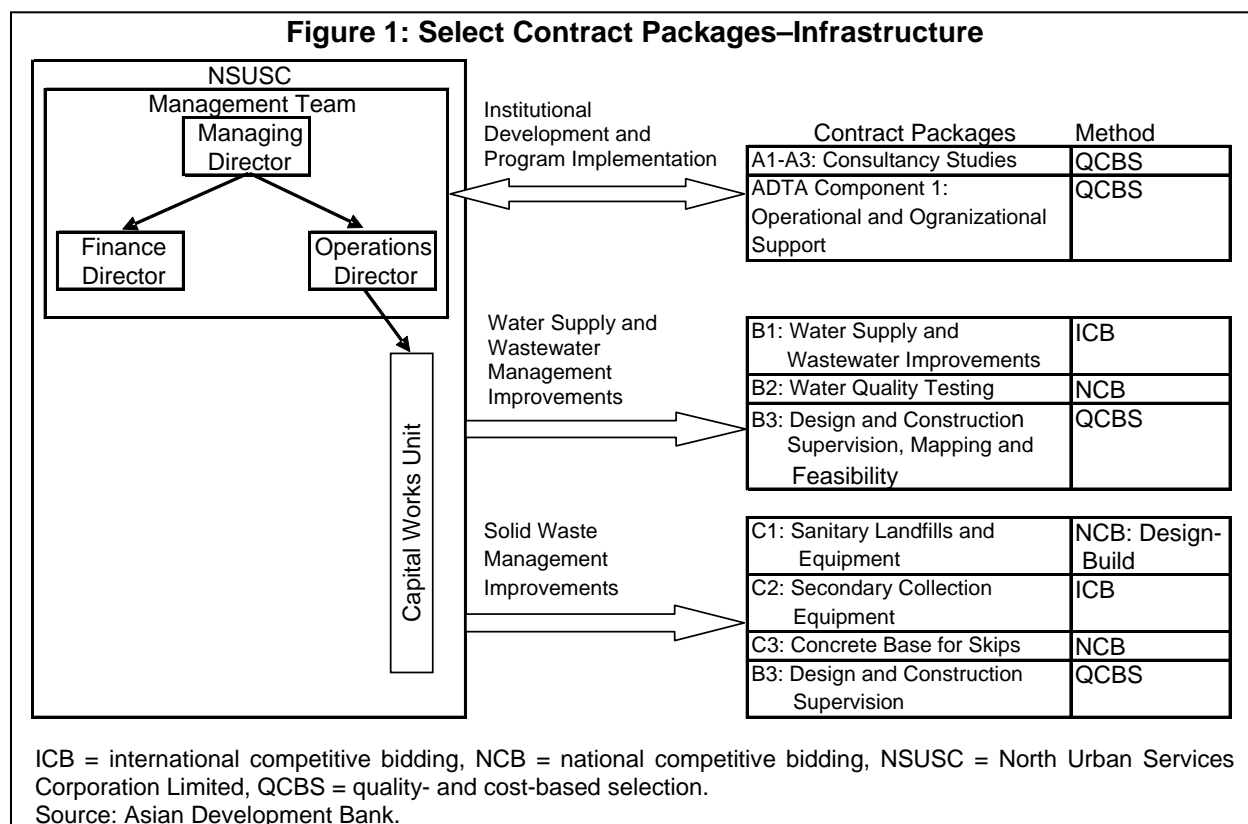 Figure 1: Select Contract Packages–Infrastructure
NSUSC
Management Team
Managing
Director
Finance
Director
Operations
Director
Capital Works Unit
Institutional
Development and
Program Implementation
Contract Packages Method
A1-A3: Consultancy Studies QCBS
ADTA Component 1: QCBS
Operational and Ogranizational
Support
Water Supply and
Wastewater
Management
Improvements
B1: Water Supply and ICB
Wastewater Improvements
B2: Water Quality Testing NCB
B3: Design and Construction QCBS
Supervision, Mapping and
Feasibility
Solid Waste
Management
Improvements
C1: Sanitary Landfills and NCB: Design-
Equipment Build
C2: Secondary Collection ICB
Equipment
C3: Concrete Base for Skips NCB
B3: Design and Construction QCBS
Supervision
ICB = international competitive bidding, NCB = national competitive bidding, NSUSC = North Urban Services
Corporation Limited, QCBS = quality- and cost-based selection.
Source: Asian Development Bank.